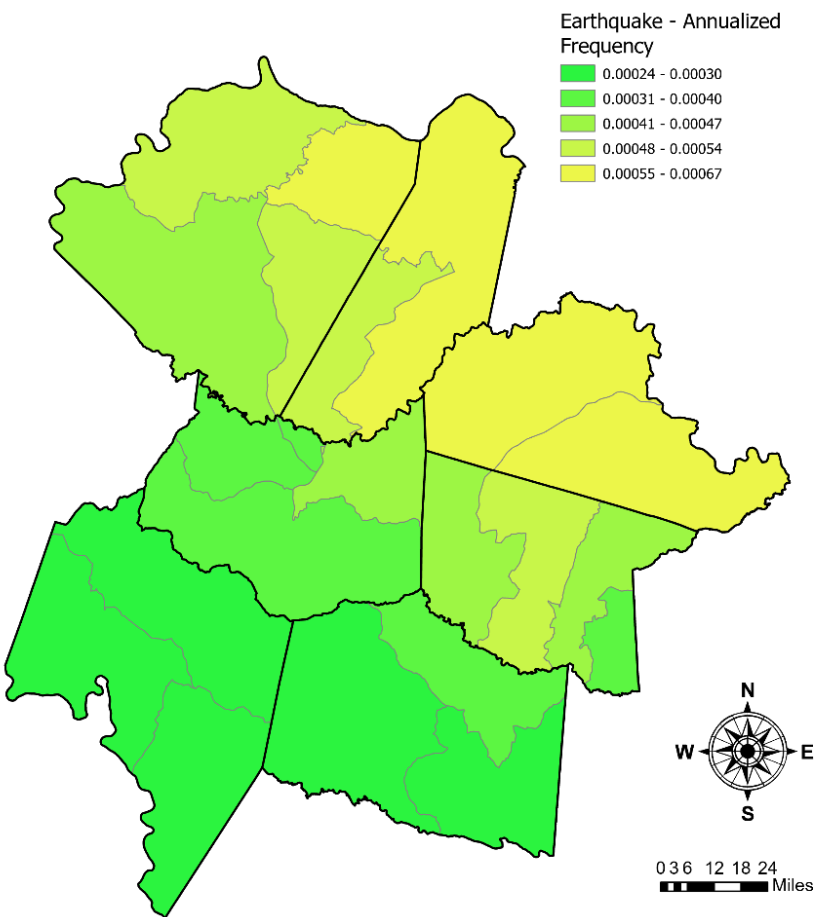 Earthquake - Annualized
Frequency
0.00024 - 0.00030
0.00031 - 0.00040
0.00041 - 0.00047
0.00048 - 0.00054
0.00055 - 0.00067
N
W E
S
0 3 6 12 18 24
Miles